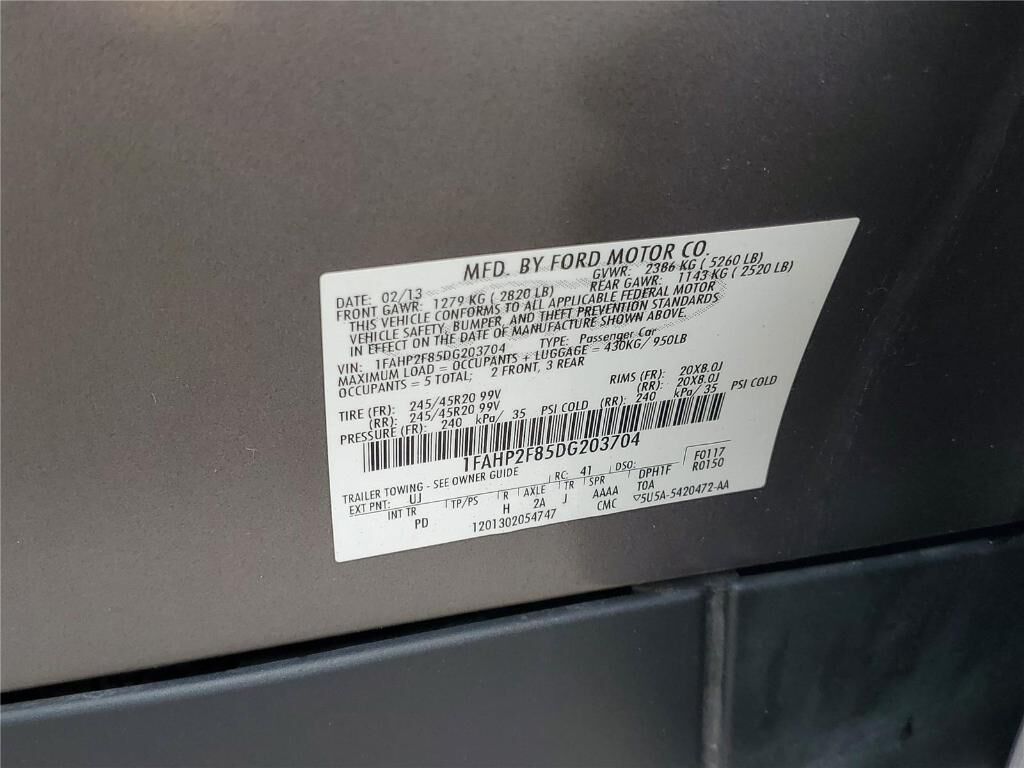 MFD. BY FORD MOTOR CO.
DATE: 02/13 GVWR: 2386 KG ( 5260 LB)
FRONT GAWR: 1279 KG ( 2820 LB) REAR GAWR: 1143 KG ( 2520 LB)
THIS VEHICLE CONFORMS TO ALL APPLICABLE FEDERAL MOTOR
VEHICLE SAFETY, BUMPER, AND THEFT PREVENTION STANDARDS
IN EFFECT ON THE DATE OF MANUFACTURE SHOWN ABOVE.
VIN: 1FAHP2F85DG203704 TYPE: Passenger Car
MAXIMUM LOAD = OCCUPANTS + LUGGAGE = 430KG/ 950LB
OCCUPANTS = 5 TOTAL; 2 FRONT, 3 REAR
TIRE (FR): 245/45R20 99V RIMS (FR): 20X8.0J
(RR): 245/45R20 99V (RR): 20X8.0J
PRESSURE (FR): 240 kPa/ 35 PSI COLD (RR): 240 kPa/ 35 PSI COLD
1FAHP2F85DG203704
F0117
R0150
TRAILER TOWING - SEE OWNER GUIDE
EXT PNT: UJ RC: 41 DSO:
INT TR TP/PS R AXLE TR SPR DPH1F
PD H 2A J AAAA TOA
1201302054747 CMC ▽5U5A-5420472-AA